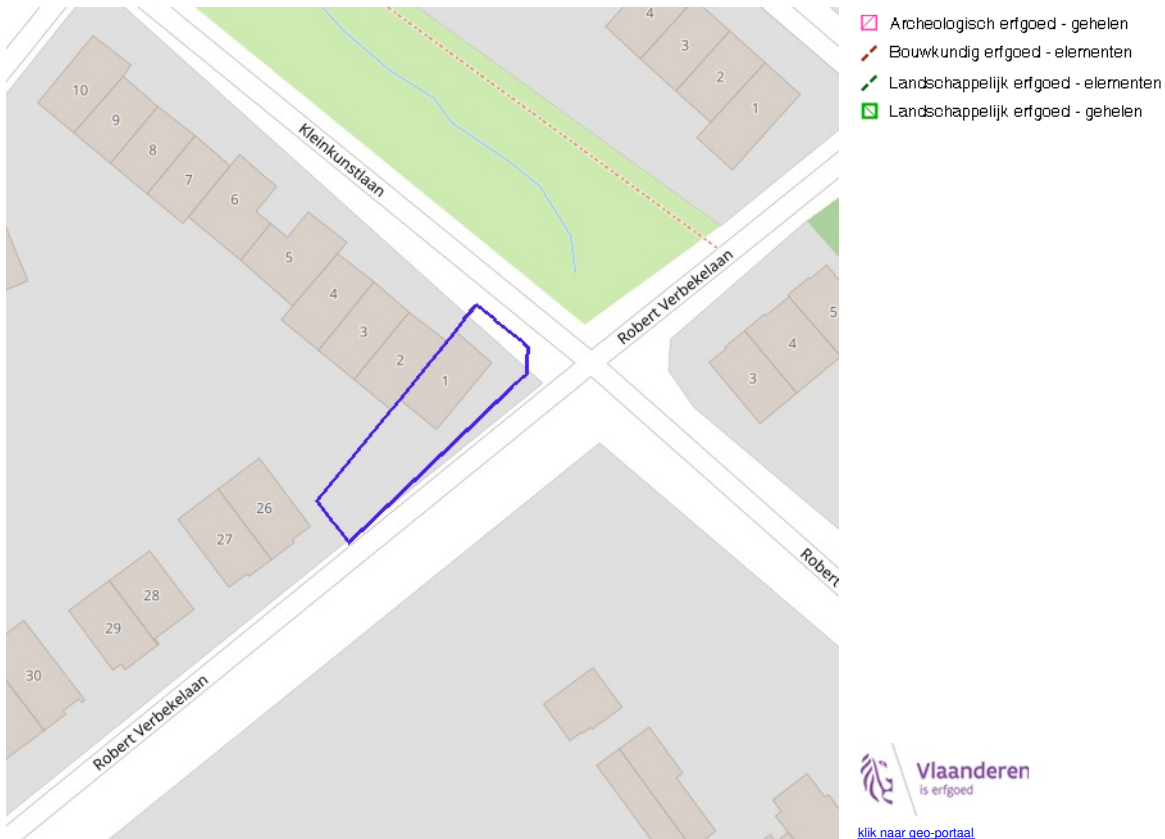 Archeologisch erfgoed - gehelen
Bouwkundig erfgoed - elementen
Landschappelijk erfgoed - elementen
Landschappelijk erfgoed - gehelen
4
3
2
1
10
9
8
7
6
5
4
3
2
1
Kleinkunstlaan
Robert Verbekelaan
5
4
3
26
27
28
29
30
Robert Verbekelaan
Robert
Vlaanderen
is erfgoed
klik naar geo-portaal